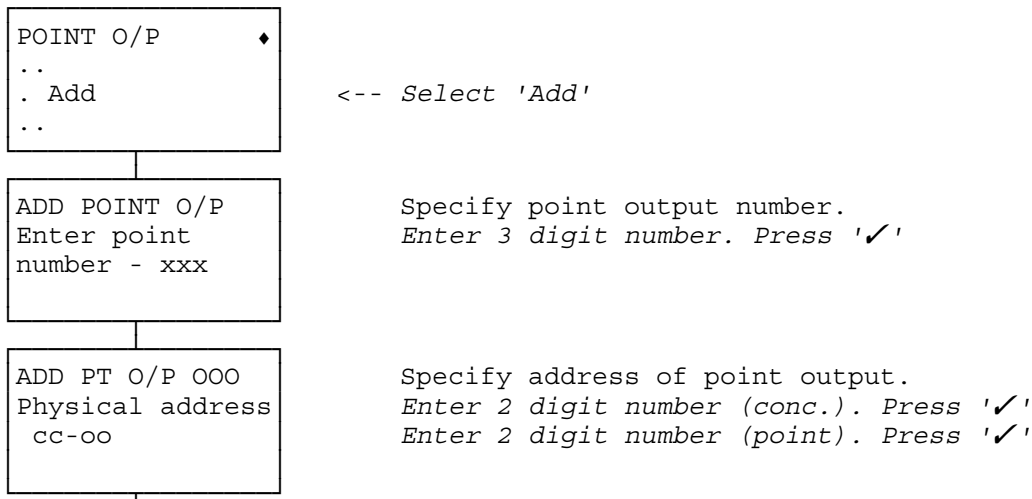 POINT O/P ♦
..
. Add <-- Select 'Add'
..
ADD POINT O/P Specify point output number.
Enter point Enter 3 digit number. Press '✓'
number - xxx
ADD PT O/P OOO Specify address of point output.
Physical address Enter 2 digit number (conc.). Press '✓'
cc-oo Enter 2 digit number (point). Press '✓'